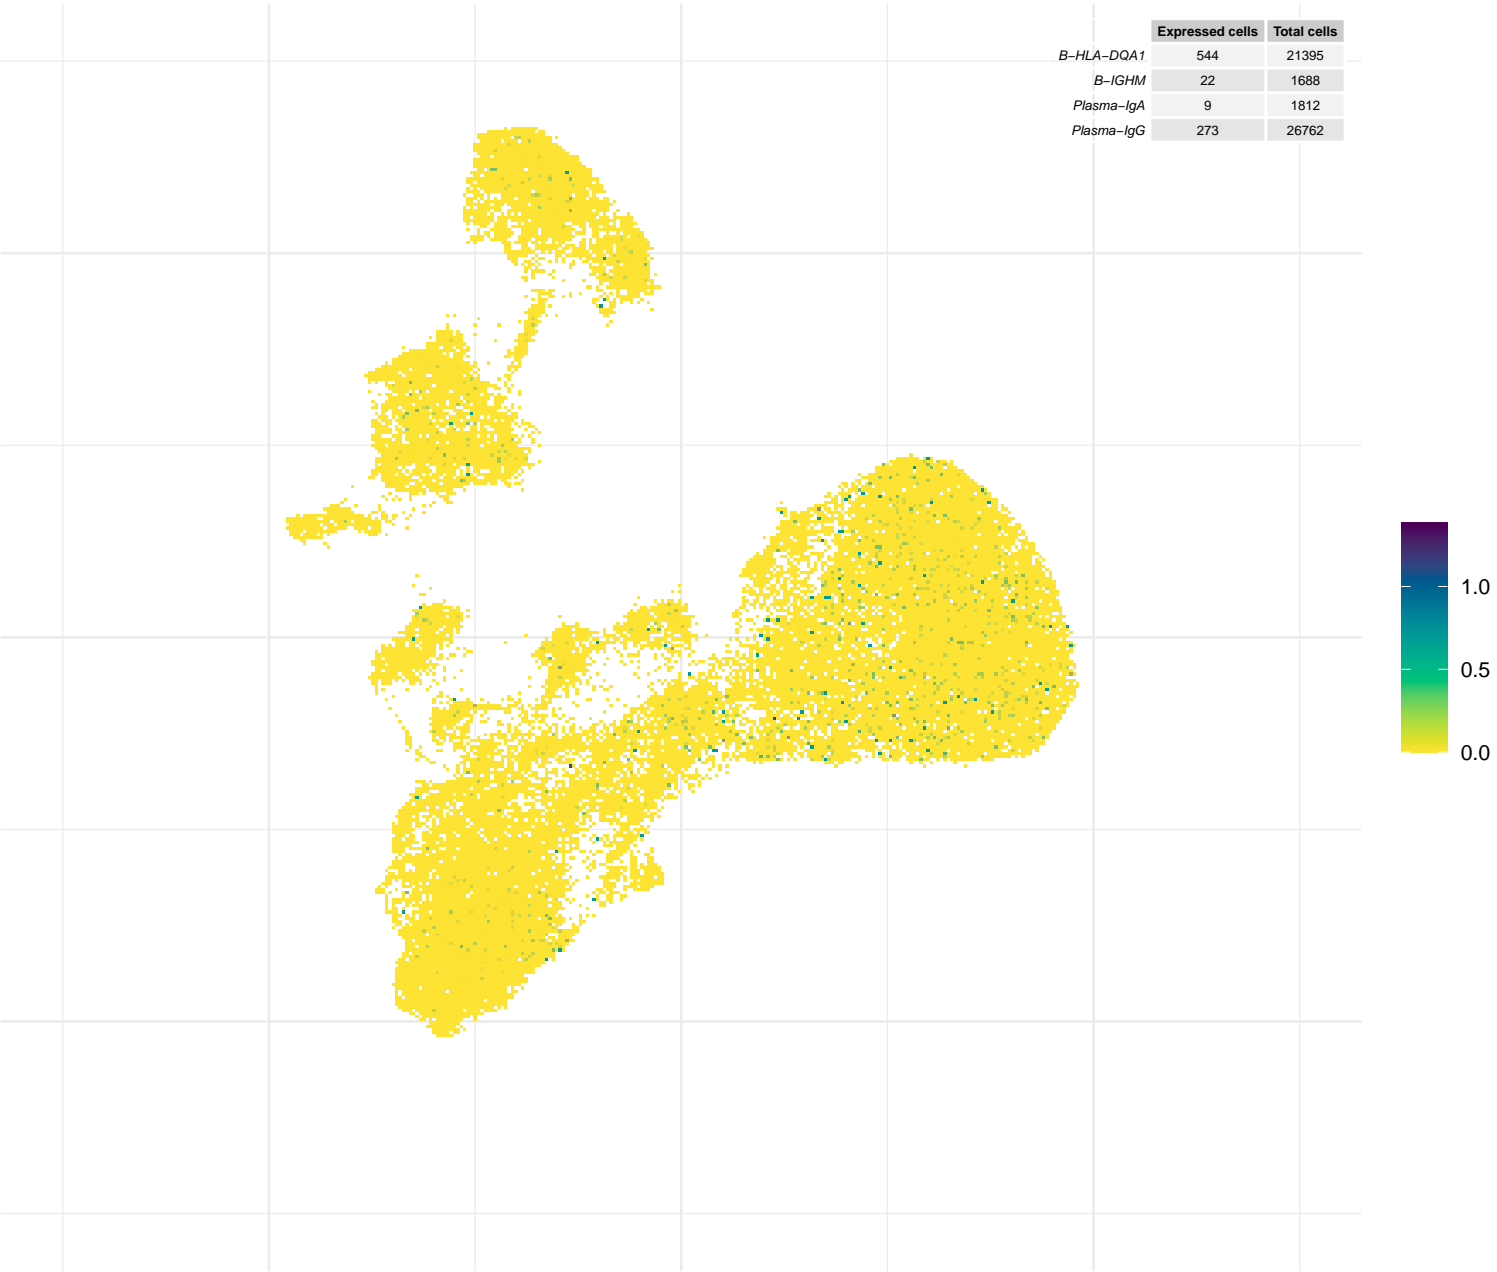 Expressed cells Total cells
B−HLA−DQA1 544 21395
B−IGHM 22 1688
Plasma−IgA 9 1812
Plasma−IgG 273 26762
1.0
0.5
0.0